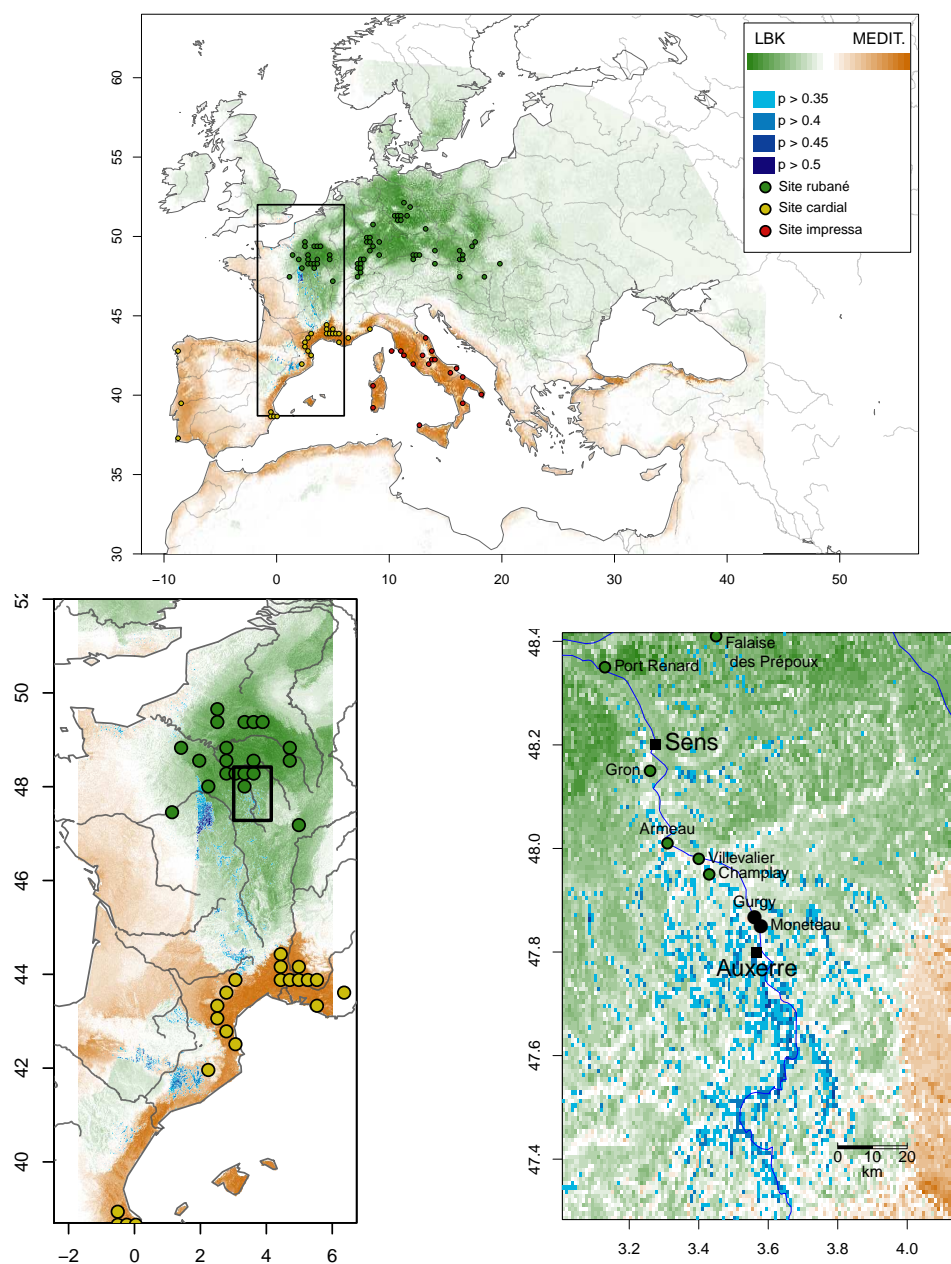 LBK MEDIT.
p > 0.35
p > 0.4
p > 0.45
p > 0.5
Site rubané
Site cardial
Site impressa
60
55
50
45
40
35
30
−10 0 10 20 30 40 50
52
50
48
46
44
42
40
−2 0 2 4 6
48.4
48.2
48.0
47.8
47.6
47.4
Falaise
des Prépoux
Port Renard
Sens
Gron
Armeau
Villevalier
Champlay
Gurgy
Moneteau
Auxerre
0 10 20
km
3.2 3.4 3.6 3.8 4.0